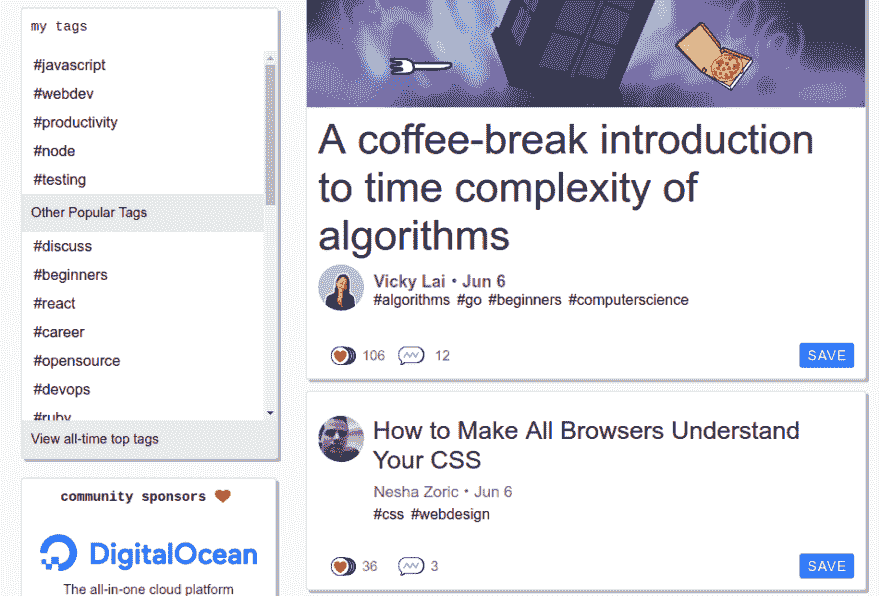 my tags
#javascript
#webdev
#productivity
#node
#testing
Other Popular Tags
#discuss
#beginners
#react
#career
#opensource
#devops
#ruby
View all-time top tags
community sponsors
DigitalOcean
The all-in-one cloud platform
A coffee-break introduction
to time complexity of
algorithms
Vicky Lai • Jun 6
#algorithms #go #beginners #computerscience
106 12
SAVE
How to Make All Browsers Understand
Your CSS
Nesha Zoric • Jun 6
#css #webdesign
36 3
SAVE